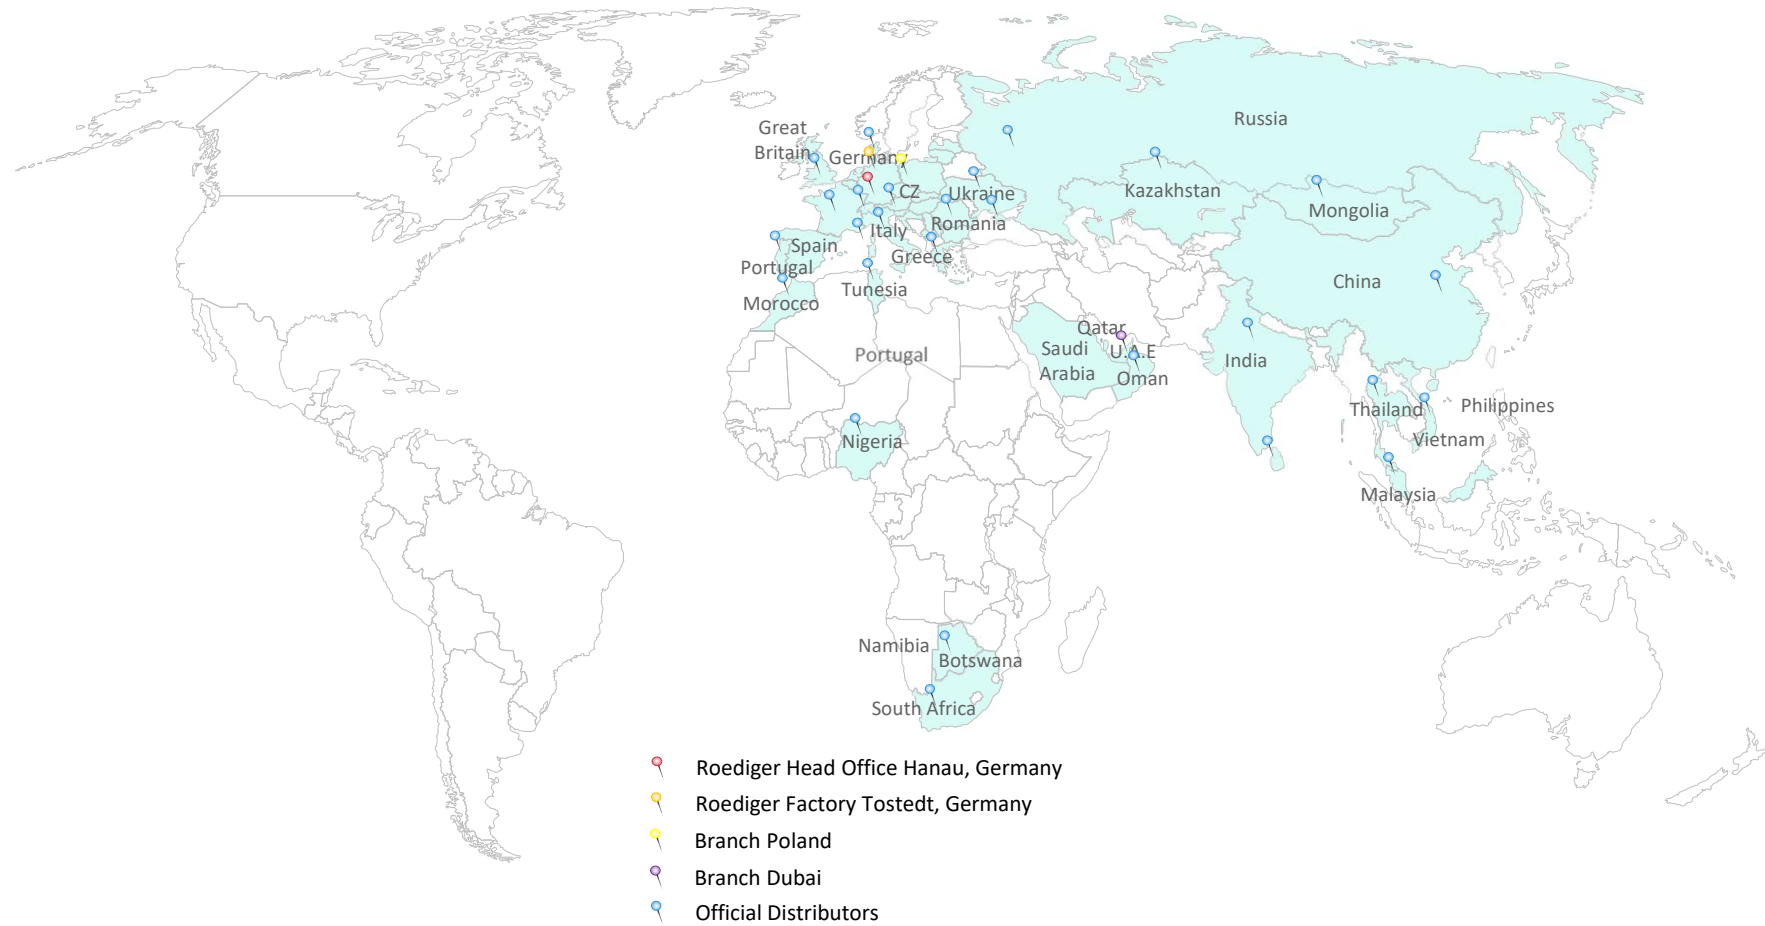 Russia
Great
Britain
Germany
CZ
Ukraine
Kazakhstan
Mongolia
Romania
Italy
Spain
Greece
Portugal
China
Tunesia
Morocco
Qatar
Portugal
Saudi
Arabia
U.A.E
Oman
India
Thailand
Philippines
Vietnam
Nigeria
Malaysia
Namibia
Botswana
South Africa
Roediger Head Office Hanau, Germany
Roediger Factory Tostedt, Germany
Branch Poland
Branch Dubai
Official Distributors